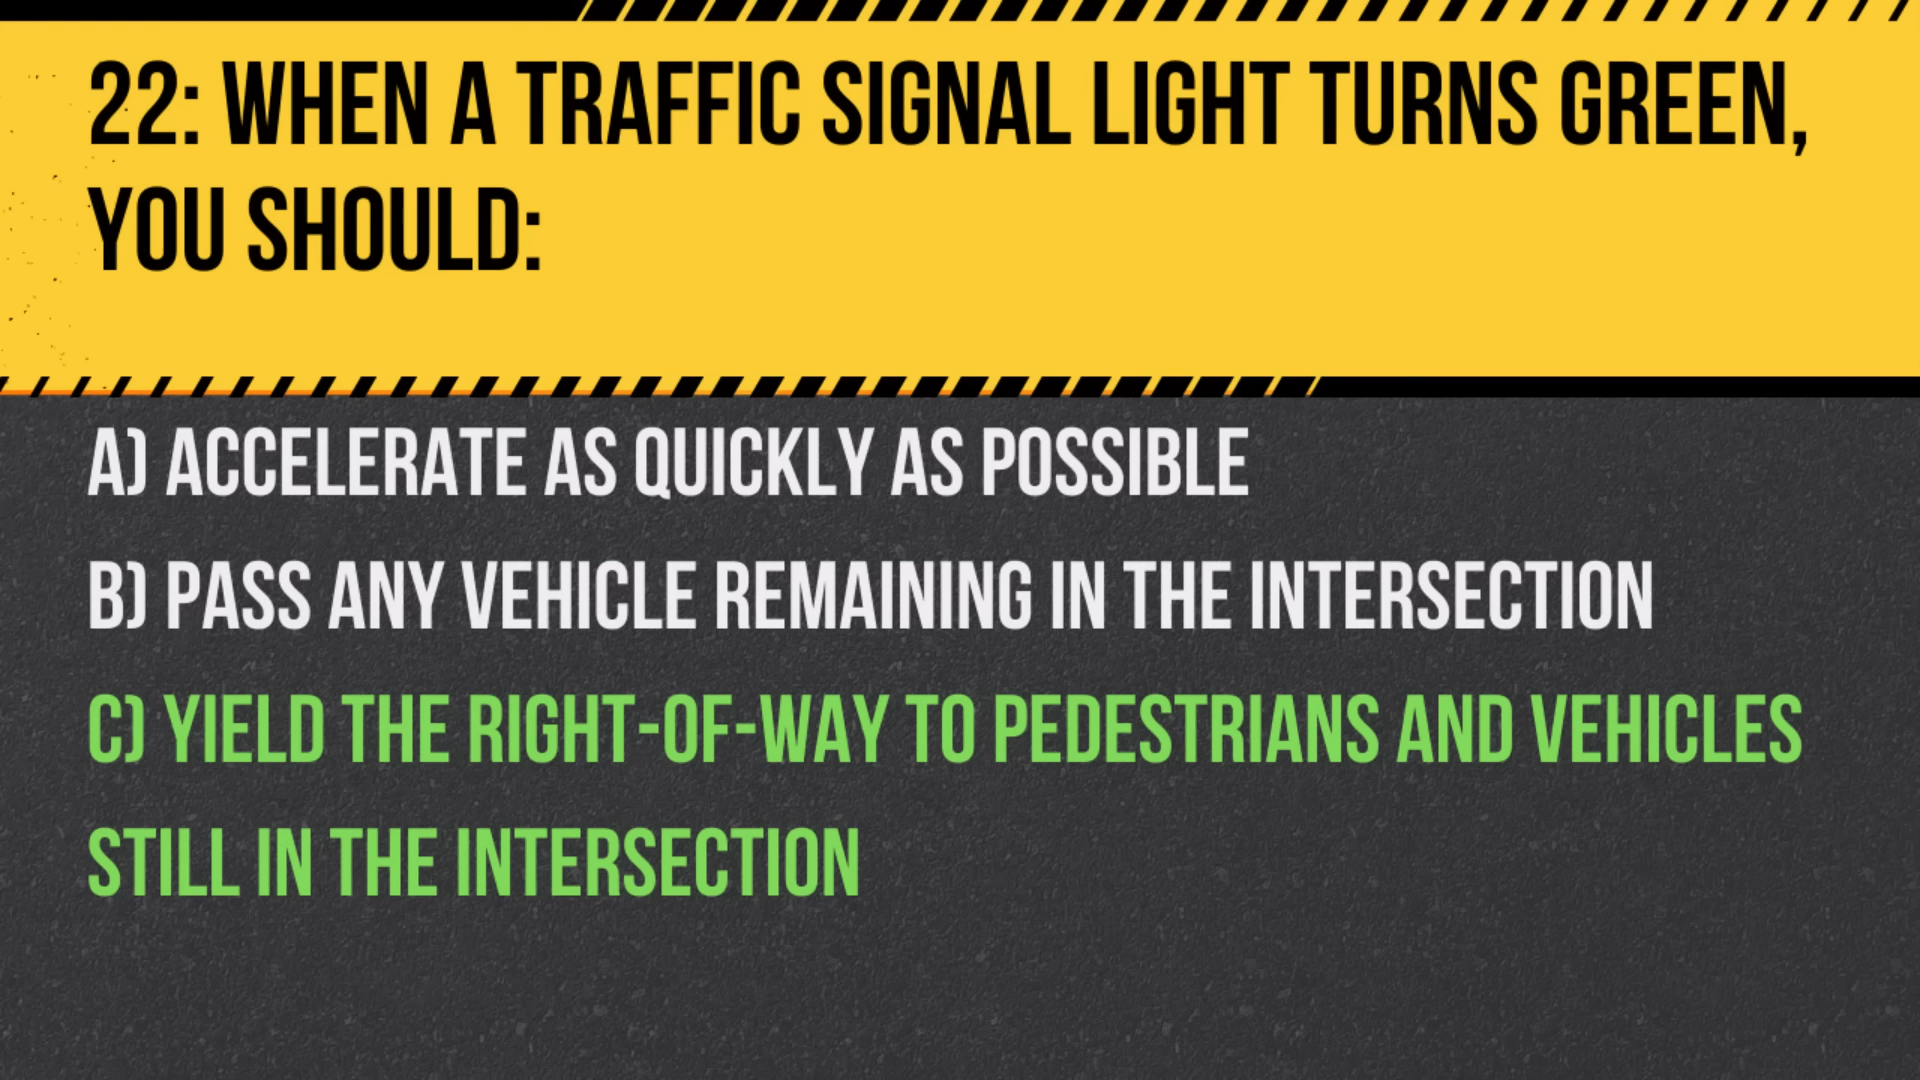 22: WHEN A TRAFFIC SIGNAL LIGHT TURNS GREEN,
YOU SHOULD:
A) ACCELERATE AS QUICKLY AS POSSIBLE
B) PASS ANY VEHICLE REMAINING IN THE INTERSECTION
C) YIELD THE RIGHT-OF-WAY TO PEDESTRIANS AND VEHICLES
STILL IN THE INTERSECTION